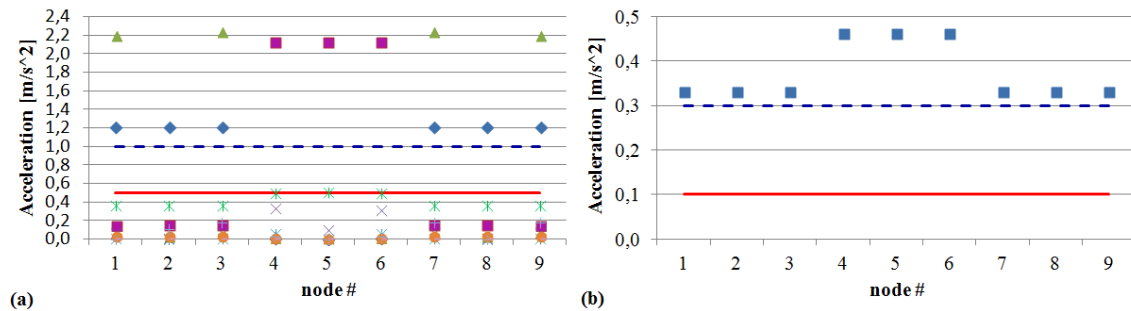 Acceleration [m/s^2]
2,4
2,2
2,0
1,8
1,6
1,4
1,2
1,0
0,8
0,6
0,4
0,2
0,0
1 2 3 4 5 6 7 8 9
node #
(a)
Acceleration [m/s^2]
0,5
0,4
0,3
0,2
0,1
0,0
1 2 3 4 5 6 7 8 9
node #
(b)